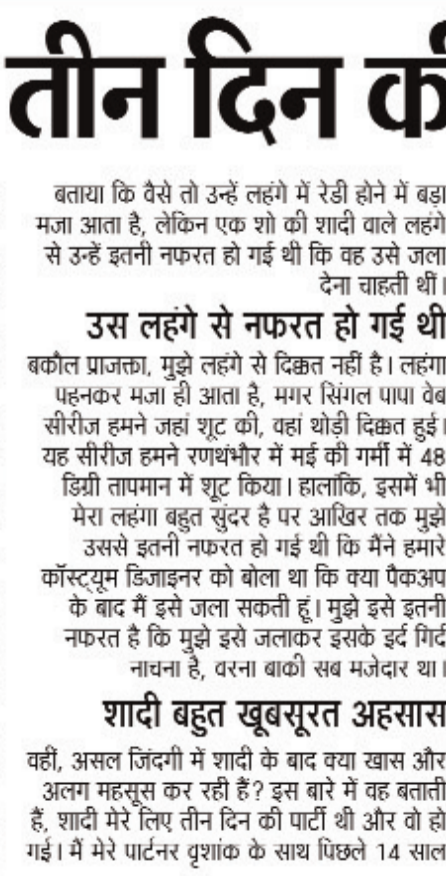 तीन दिन की
बताया कि वैसे तो उन्हें लहंगे में रेडी होने में बड़ा
मजा आता है, लेकिन एक शो की शादी वाले लहंगे
से उन्हें इतनी नफरत हो गई थी कि वह उसे जला
देना चाहती थीं।
उस लहंगे से नफरत हो गई थी
बकौल प्राजक्ता, मुझे लहंगे से दिक्कत नहीं है। लहंगा
पहनकर मजा ही आता है, मगर सिंगल पापा वेब
सीरीज हमने जहां शूट की, वहां थोड़ी दिक्कत हुई।
यह सीरीज हमने रणथंभौर में मई की गर्मी में 48
डिग्री तापमान में शूट किया। हालांकि, इसमें भी
मेरा लहंगा बहुत सुंदर है पर आखिर तक मुझे
उससे इतनी नफरत हो गई थी कि मैंने हमारे
कॉस्ट्यूम डिजाइनर को बोला था कि क्या पैकअप
के बाद मैं इसे जला सकती हूं। मुझे इसे इतनी
नफरत है कि मुझे इसे जलाकर इसके इर्द गिर्द
नाचना है, वरना बाकी सब मजेदार था।
शादी बहुत खूबसूरत अहसास
वहीं, असल जिंदगी में शादी के बाद क्या खास और
अलग महसूस कर रही हैं? इस बारे में वह बताती
हैं, शादी मेरे लिए तीन दिन की पार्टी थी और वो हो
गई। मैं मेरे पार्टनर वृशांक के साथ पिछले 14 साल